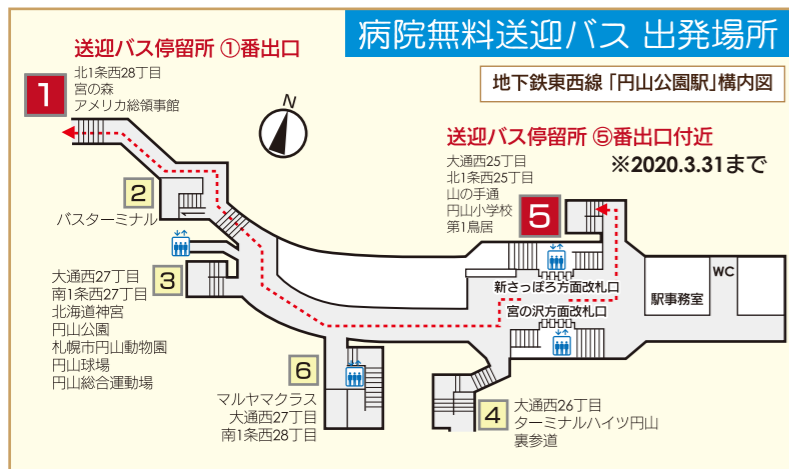 病院無料送迎バス 出発場所
地下鉄東西線「円山公園駅」構内図
送迎バス停留所 ①番出口
1
北1条西28丁目
宮の森
アメリカ総領事館
N
送迎バス停留所 ⑤番出口付近
※2020.3.31まで
大通西25丁目
北1条西25丁目
山の手通
円山小学校
第1鳥居
5
2
バスターミナル
3
大通西27丁目
南1条西27丁目
北海道神宮
円山公園
札幌市円山動物園
円山球場
円山総合運動場
新さっぽろ方面改札口
宮の沢方面改札口
駅事務室
WC
6
マルヤマクラス
大通西27丁目
南1条西28丁目
4
大通西26丁目
ターミナルハイツ円山
裏参道